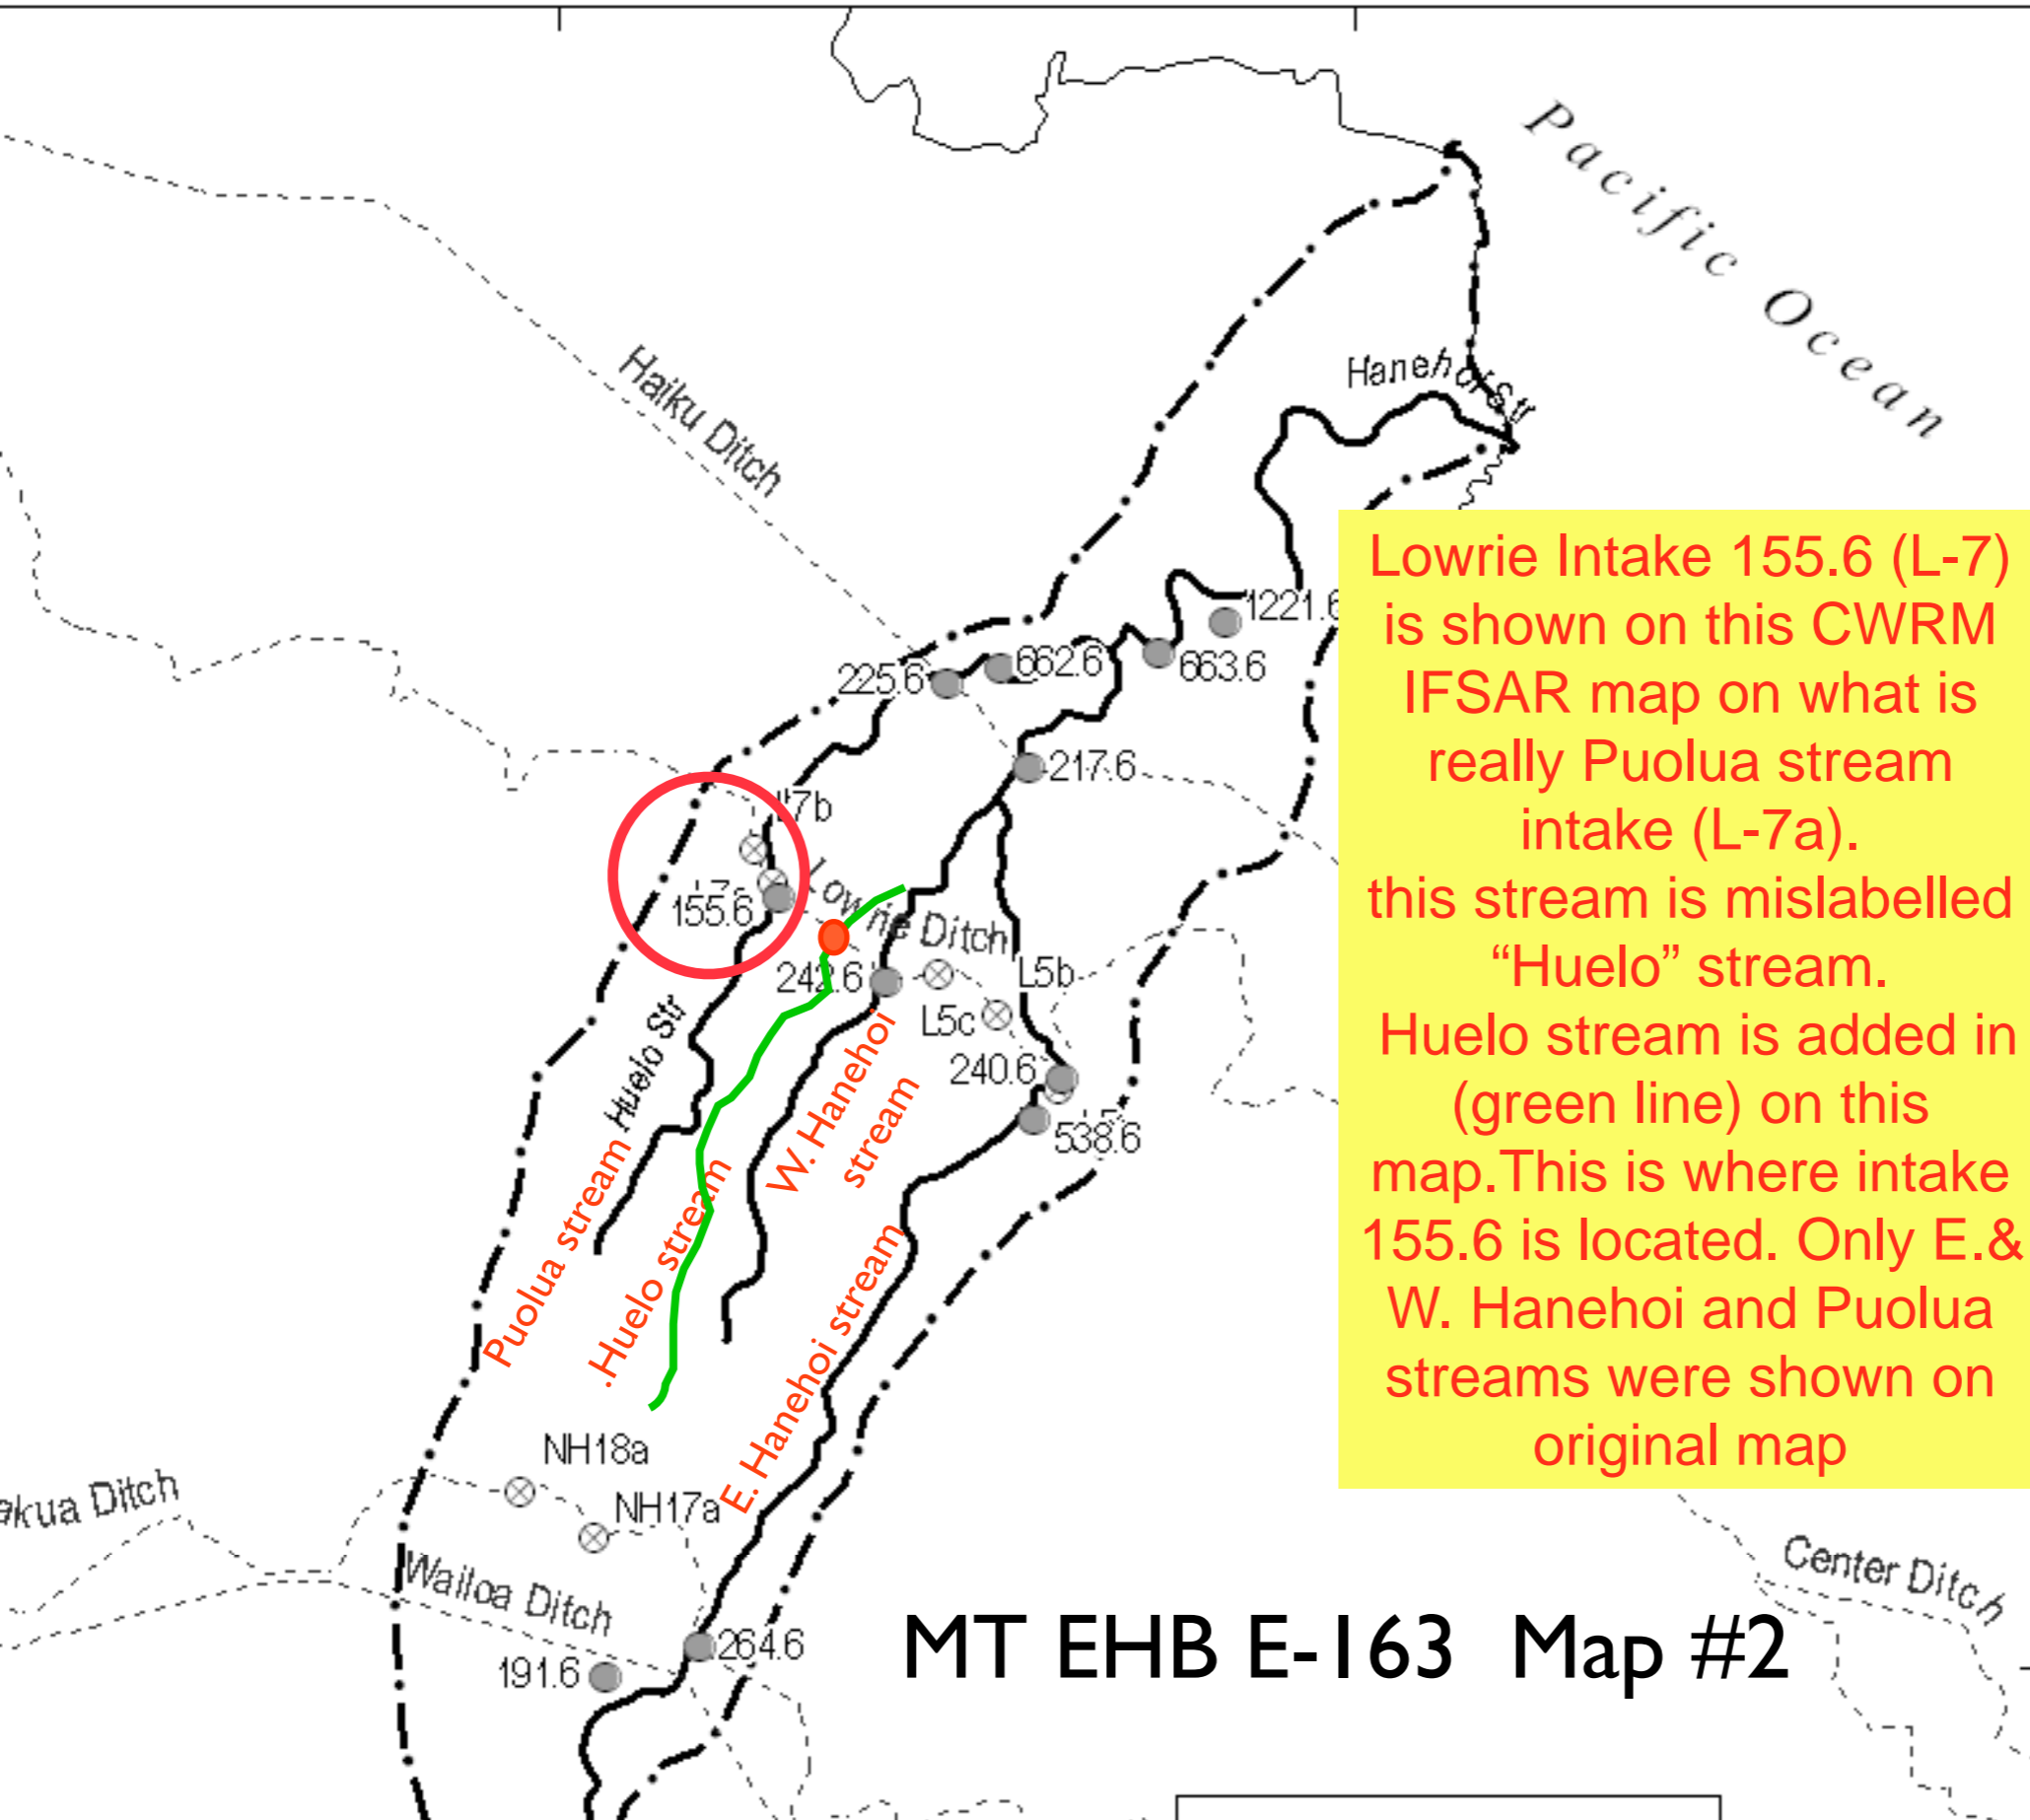 Pacific Ocean
Haiku Ditch
Hanehoi Str
1221.6
662.6
663.6
225.6
217.6
L7b
155.6
Lowrie Ditch
242.6
L5b
L5c
240.6
538.6
Huelo Str
Puolua stream
.Huelo stream
W. Hanehoi
stream
E. Hanehoi stream
Lowrie Intake 155.6 (L-7)
is shown on this CWRM
IFSAR map on what is
really Puolua stream
intake (L-7a).
this stream is mislabelled
“Huelo” stream.
Huelo stream is added in
(green line) on this
map.This is where intake
155.6 is located. Only E.&
W. Hanehoi and Puolua
streams were shown on
original map
NH18a
NH17a
akua Ditch
Wailoa Ditch
264.6
191.6
Center Ditch
MT EHB E-163 Map #2